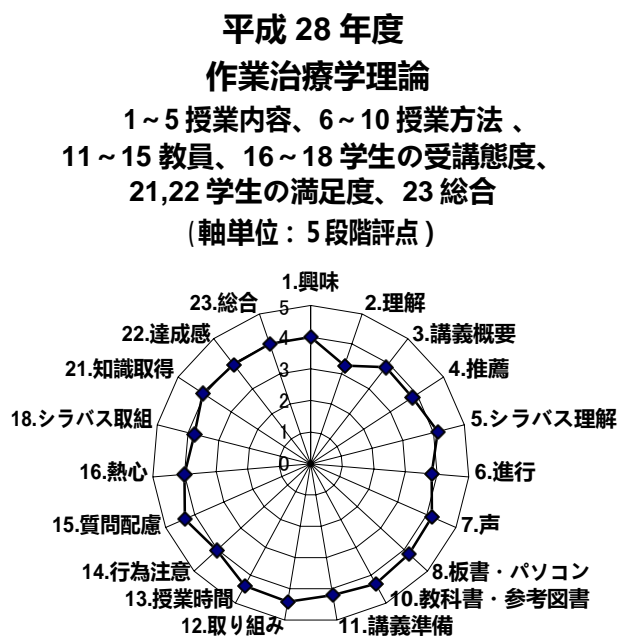 平成 28 年度
作業治療学理論
1～5 授業内容、6～10 授業方法 、
11～15 教員、16～18 学生の受講態度、
21,22 学生の満足度、23 総合
(軸単位：5 段階評点 )
1.興味
2.理解
3.講義概要
4.推薦
5.シラバス理解
6.進行
7.声
8.板書・パソコン
10.教科書・参考図書
11.講義準備
12.取り組み
13.授業時間
14.行為注意
15.質問配慮
16.熱心
18.シラバス取組
21.知識取得
22.達成感
23.総合
5
4
3
2
1
0